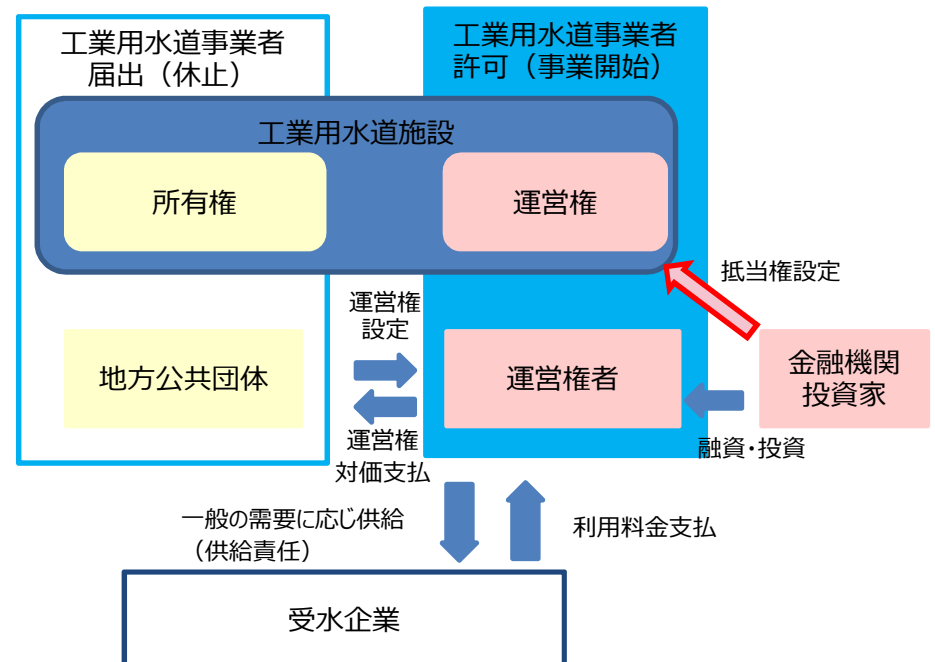 工業用水道事業者
届出（休止）
工業用水道事業者
許可（事業開始）
工業用水道施設
所有権
運営権
抵当権設定
運営権
設定
地方公共団体
運営権者
金融機関
投資家
運営権
対価支払
融資・投資
一般の需要に応じ供給
（供給責任）
利用料金支払
受水企業